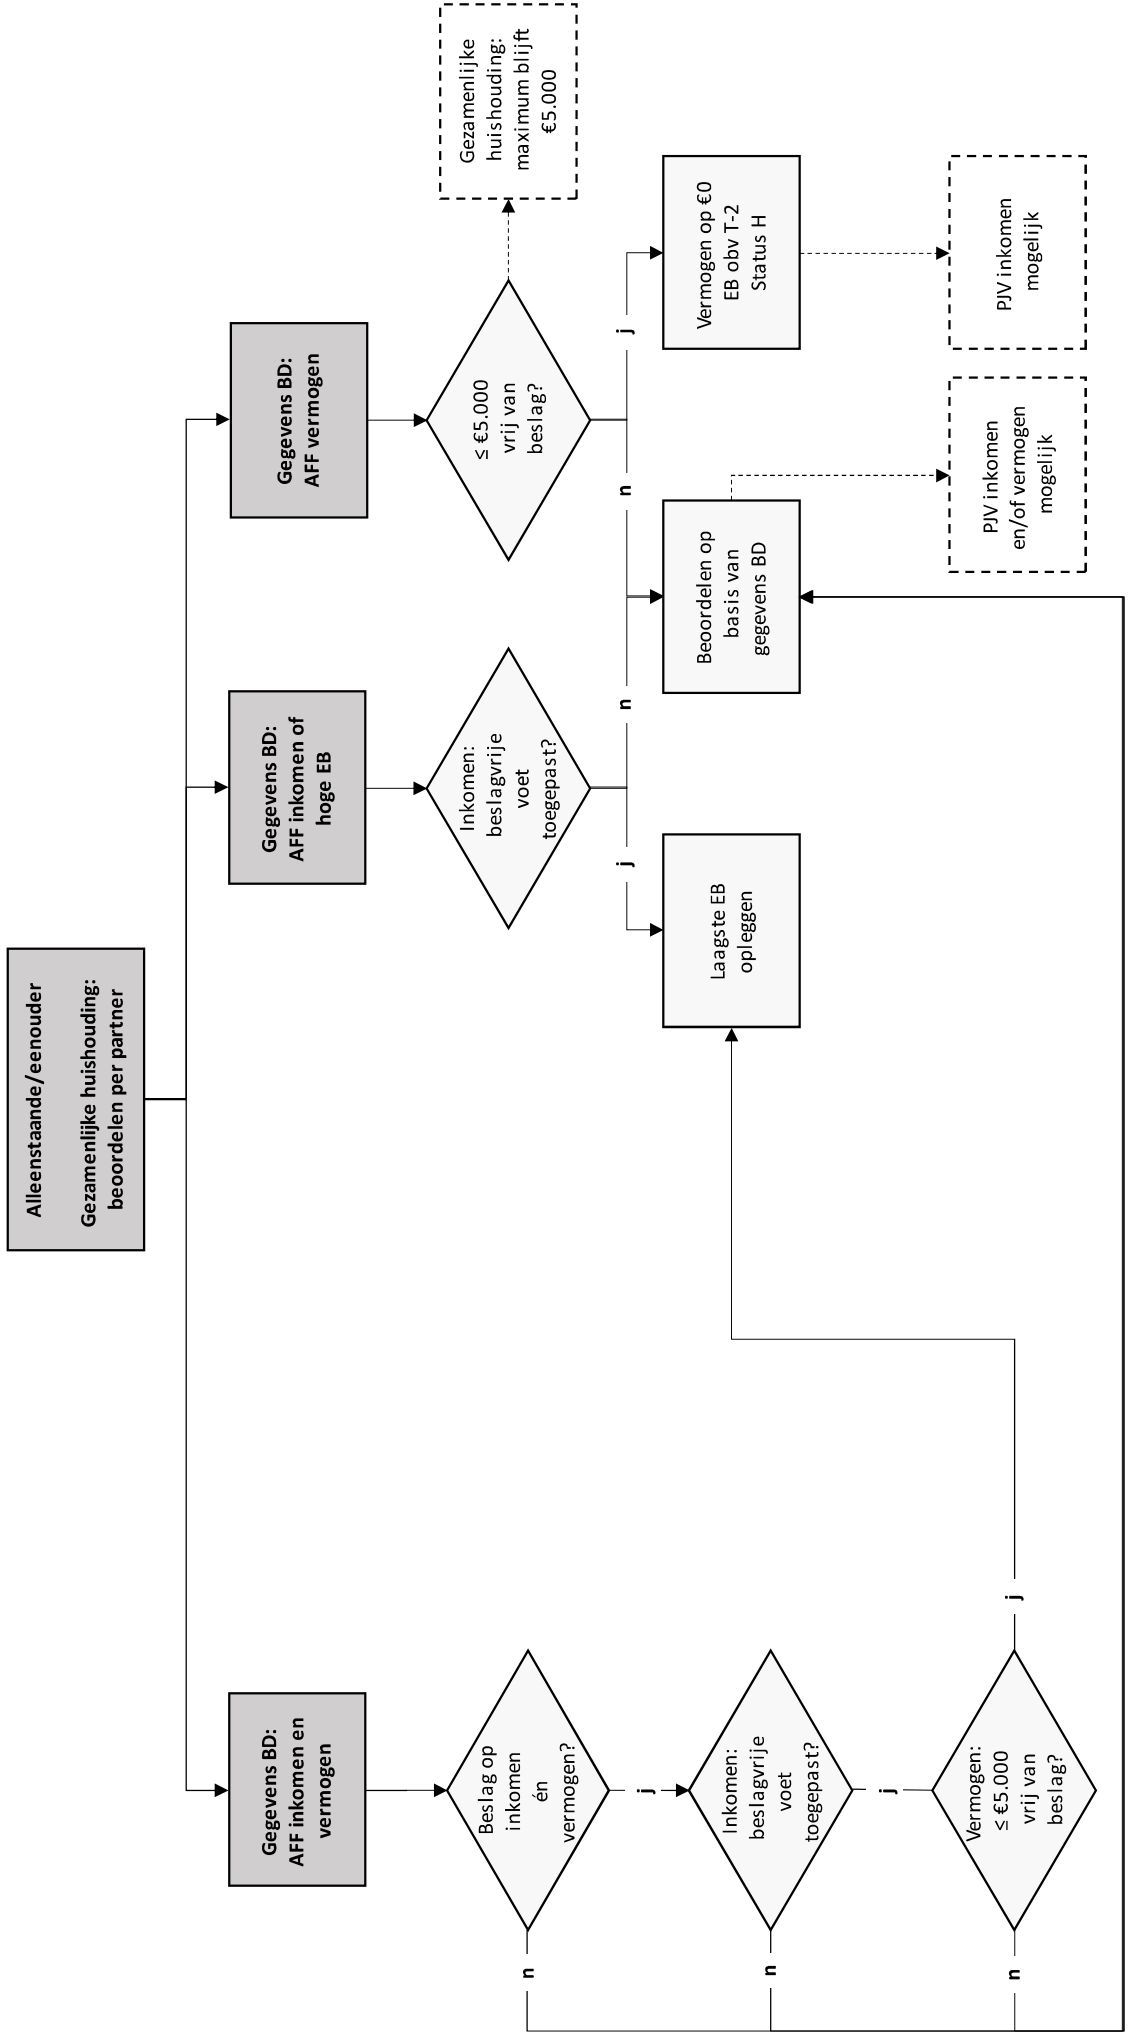 Alleenstaande/eenouder
Gezamenlijke huishouding:
beoordelen per partner
Gegevens BD:
AFF inkomen en
vermogen
Gegevens BD:
AFF inkomen of
hoge EB
Gegevens BD:
AFF vermogen
Beslag op
inkomen
én
vermogen?
Inkomen:
beslagvrije
voet
toegepast?
≤ €5.000
vrij van
beslag?
Gezamenlijke
huishouding:
maximum blijft
€5.000
n
j
j
n
n
j
Inkomen:
beslagvrije
voet
toegepast?
Laagste EB
opleggen
Beoordelen op
basis van
gegevens BD
Vermogen op €0
EB obv T-2
Status H
n
j
Vermogen:
≤ €5.000
vrij van
beslag?
n
j
PJV inkomen
en/of vermogen
mogelijk
PJV inkomen
mogelijk